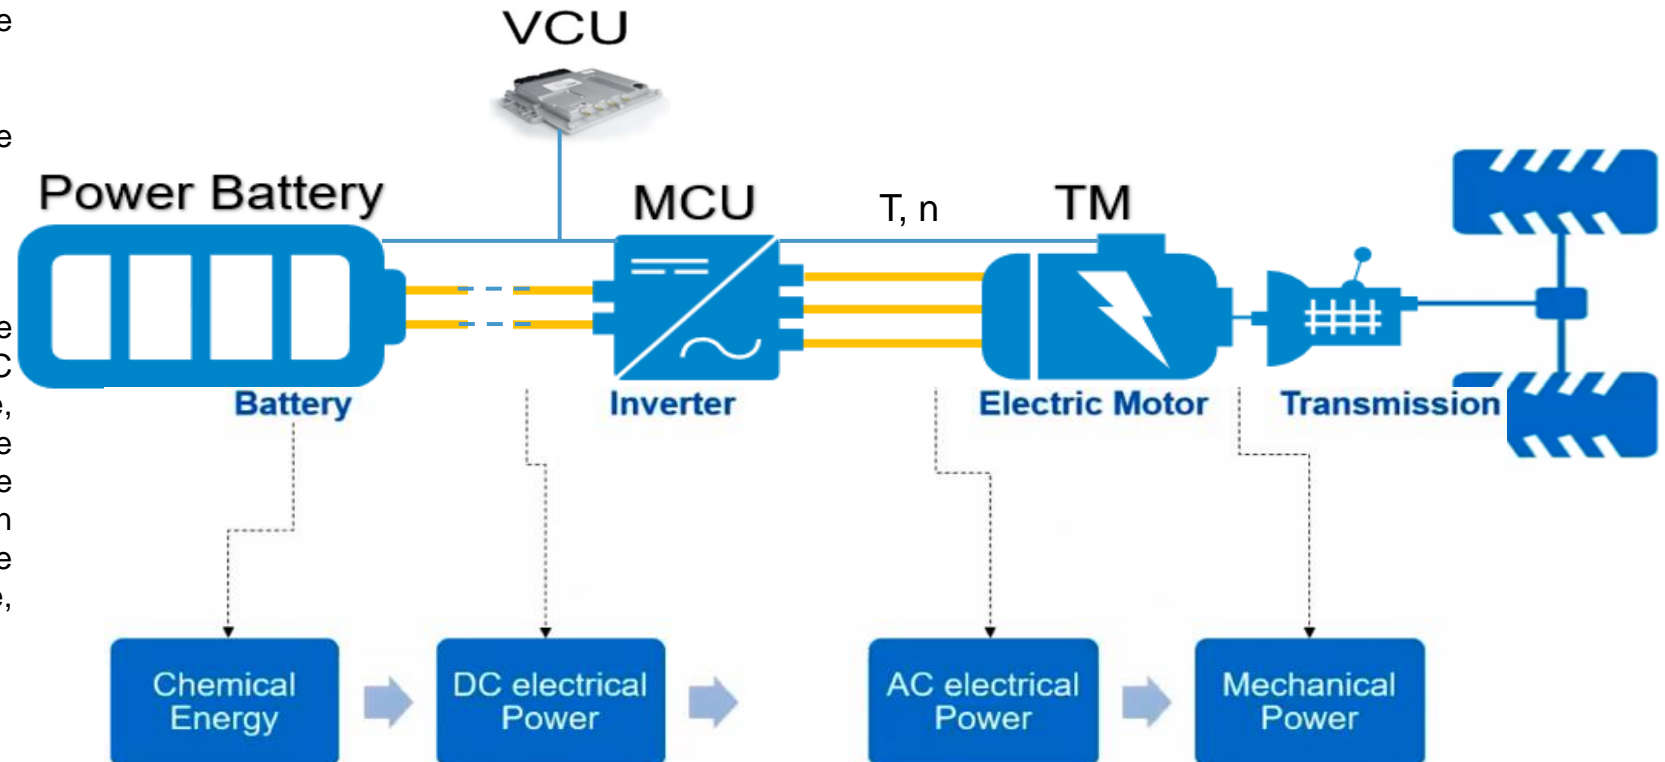 e
VCU
e
Power Battery
MCU
T, n
TM
e
C
e,
e
e
n
e
e,
Battery
Inverter
Electric Motor
Transmission
Chemical
Energy
DC electrical
Power
AC electrical
Power
Mechanical
Power